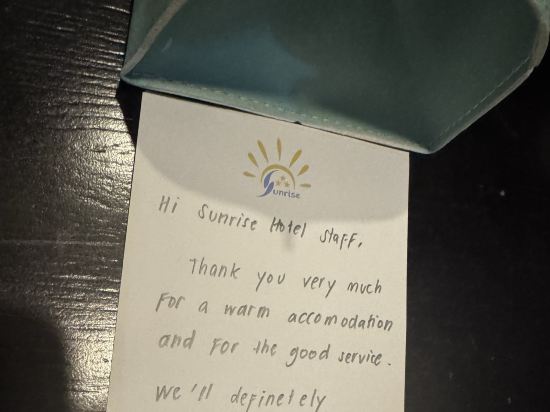 Sunrise
Hi Sunrise Hotel Staff,
Thank you very much
For a warm accomodation
and For the good service.
We'll definetely